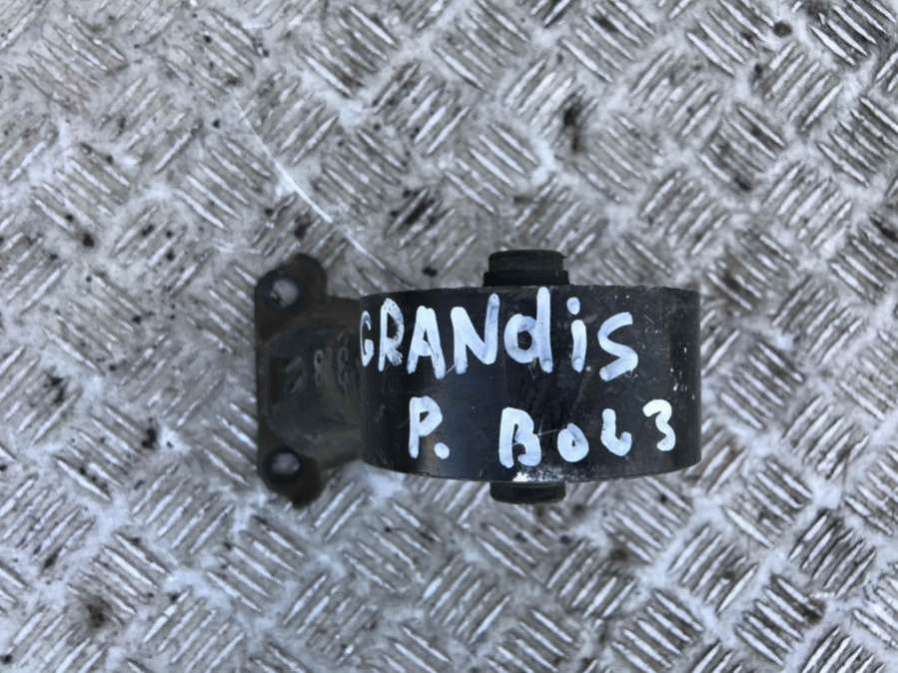 GRANdiS
P. B063